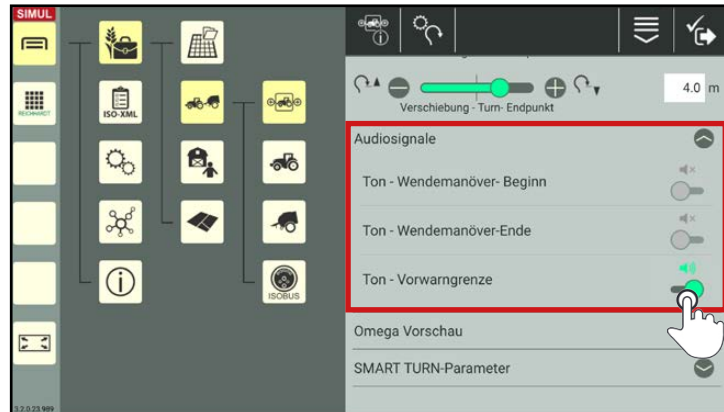 SIMUL
REICHHARDT
ISO-XML
ISOBUS
3.2.0.23.989
4.0 m
Verschiebung - Turn- Endpunkt
Audiosignale
Ton - Wendemanöver- Beginn
Ton - Wendemanöver-Ende
Ton - Vorwarngrenze
Omega Vorschau
SMART TURN-Parameter